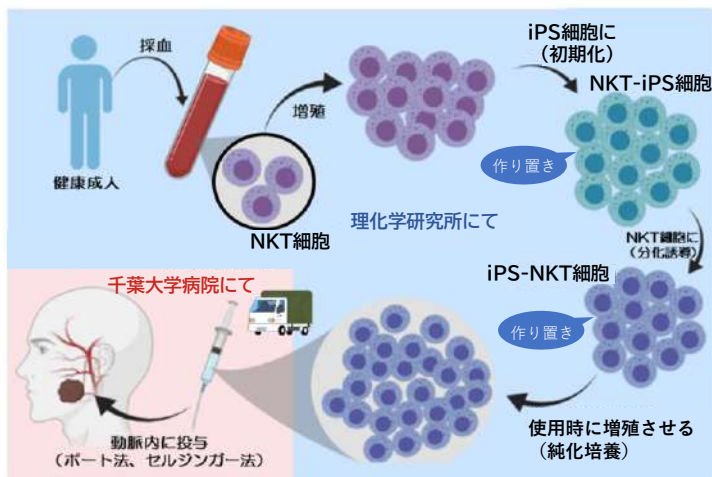 採血
健康成人
増殖
NKT細胞
iPS細胞に
(初期化)
NKT-iPS細胞
作り置き
理化学研究所にて
NKT細胞に
(分化誘導)
iPS-NKT細胞
作り置き
使用時に増殖させる
(純化培養)
千葉大学病院にて
動脈内に投与
(ポート法、セルジンガー法)